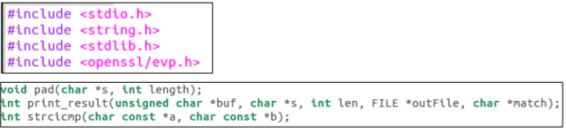 #include <stdio.h>
#include <string.h>
#include <stdlib.h>
#include <openssl/evp.h>
void pad(char *s, int length);
int print_result(unsigned char *buf, char *s, int len, FILE *outFile, char *match);
int strcicmp(char const *a, char const *b);